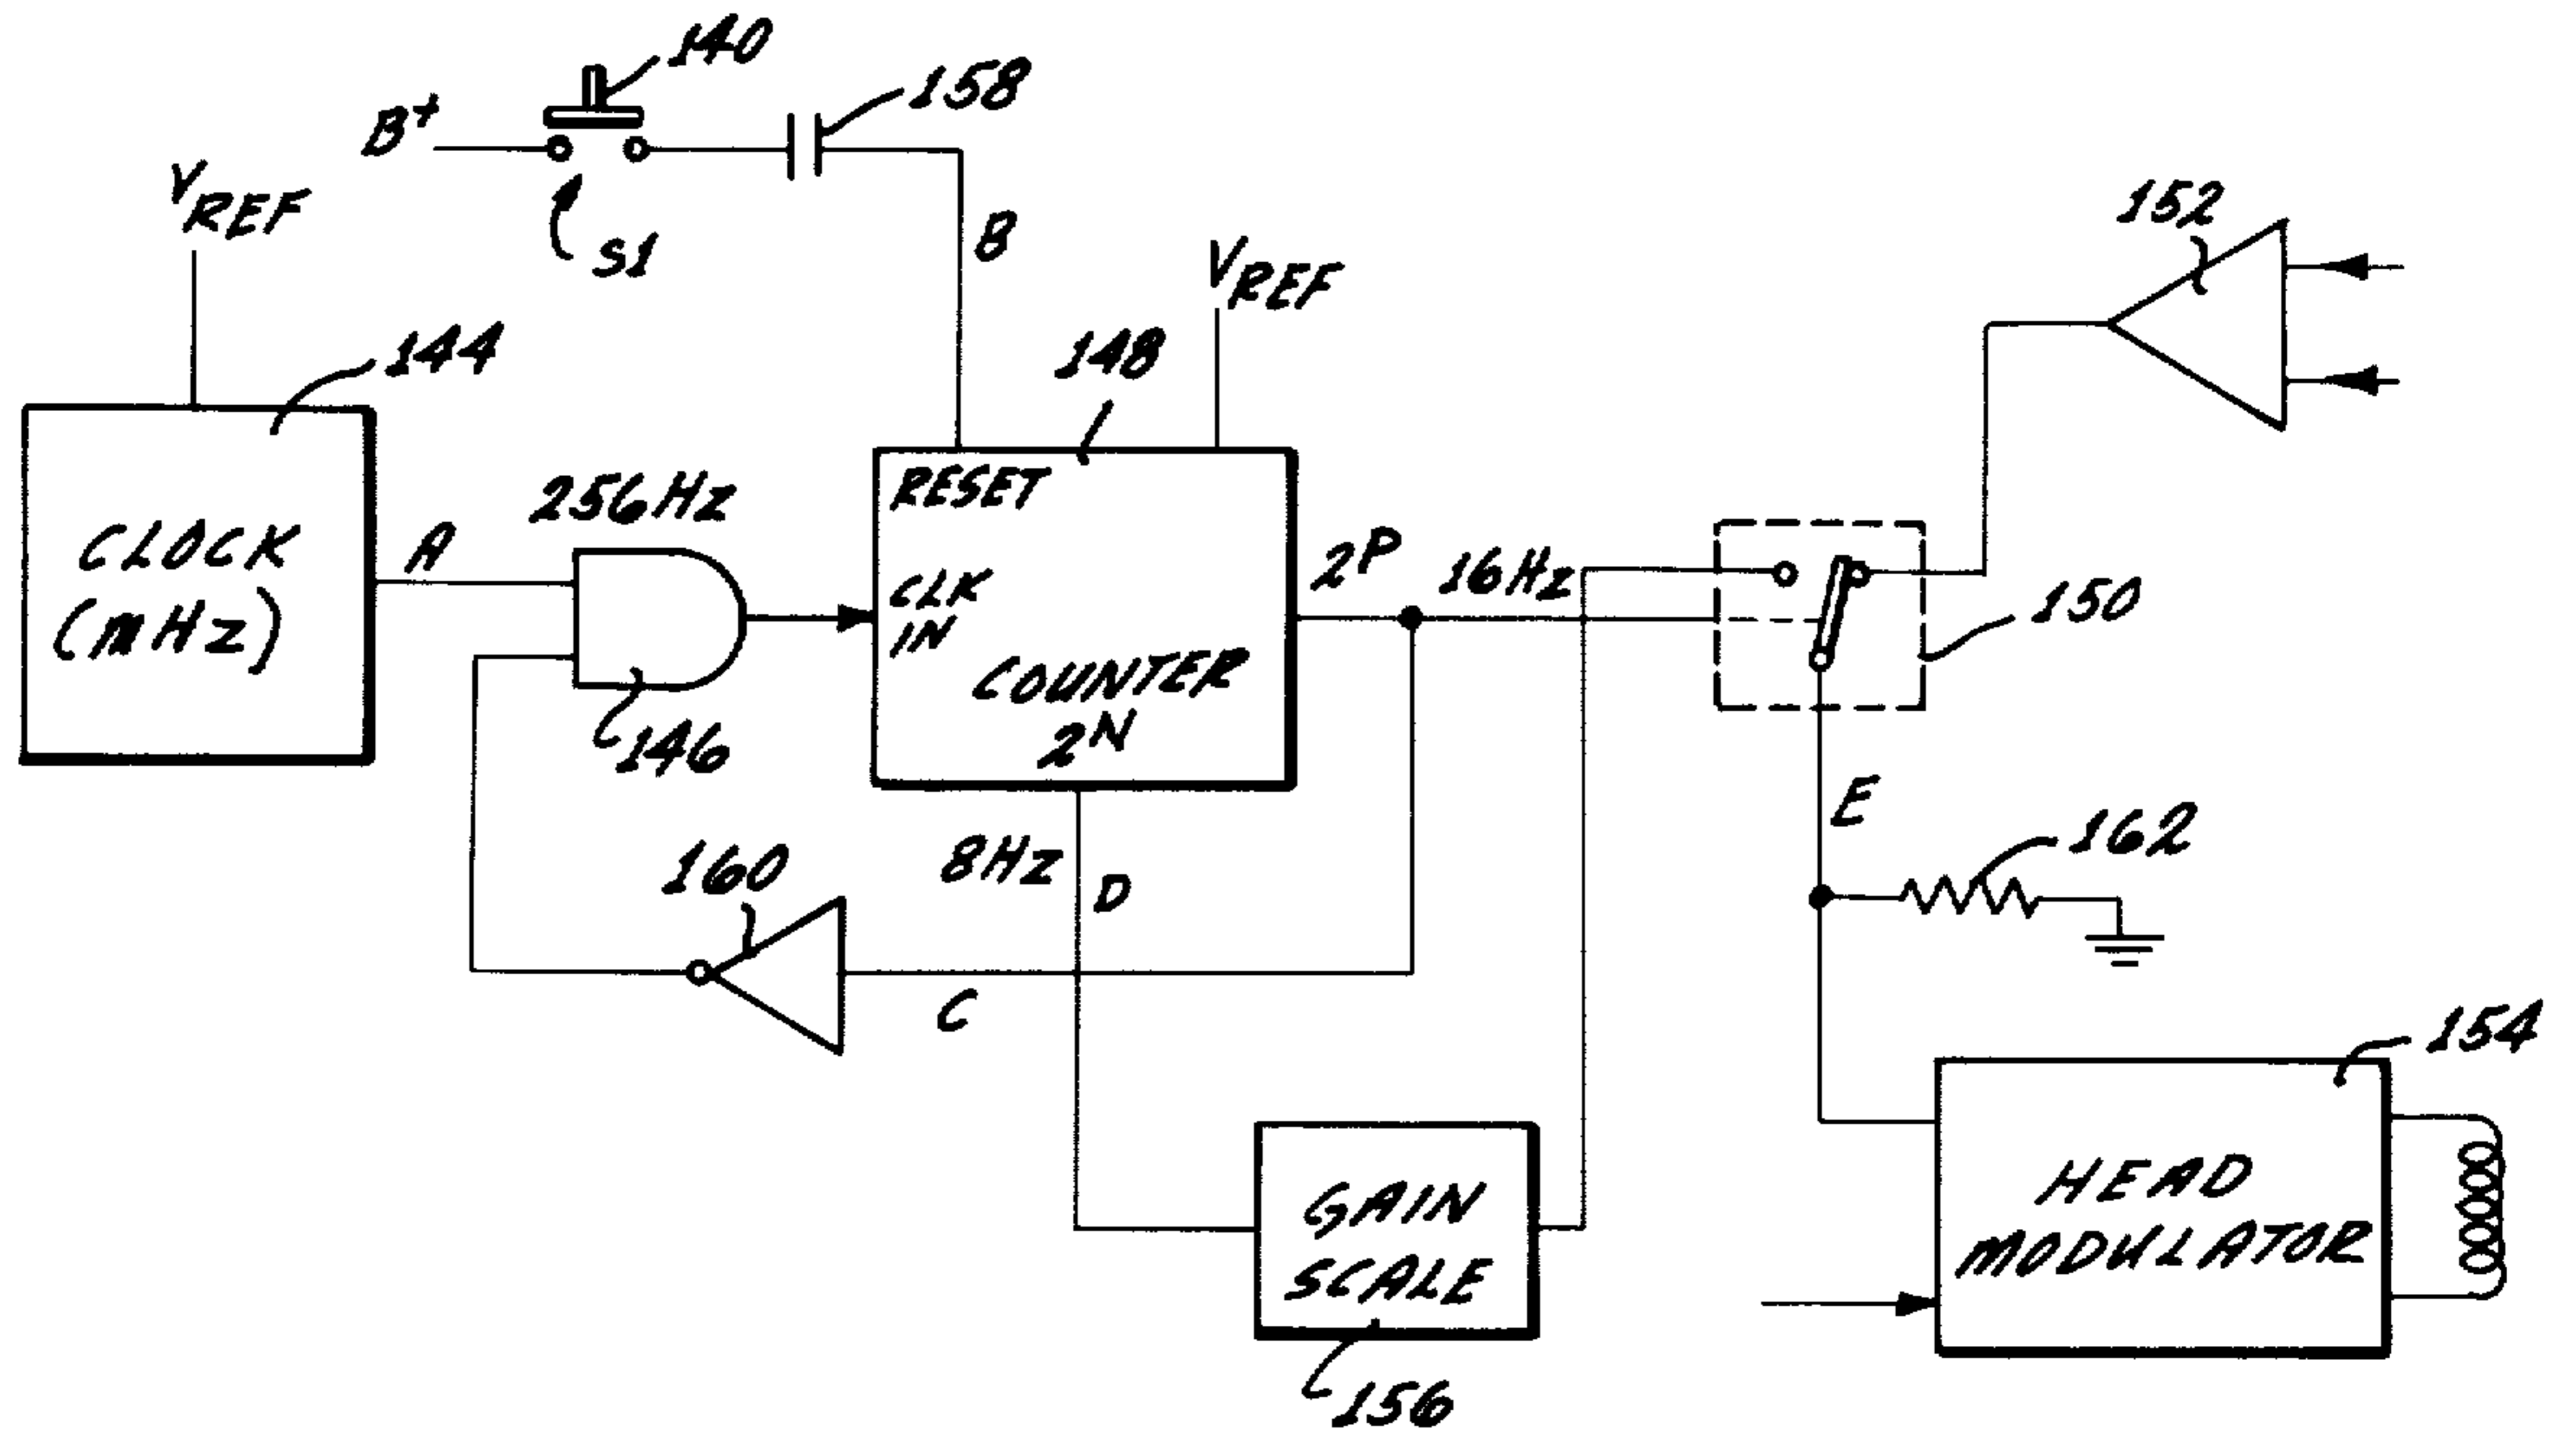 140
158
B+
VREF
S1
B
152
VREF
144
148
256Hz
A
CLOCK
(mHz)
RESET
CLK
IN
COUNTER
2N
2P
16Hz
150
146
E
162
160
8Hz
D
C
154
GAIN
SCALE
HEAD
MODULATOR
156